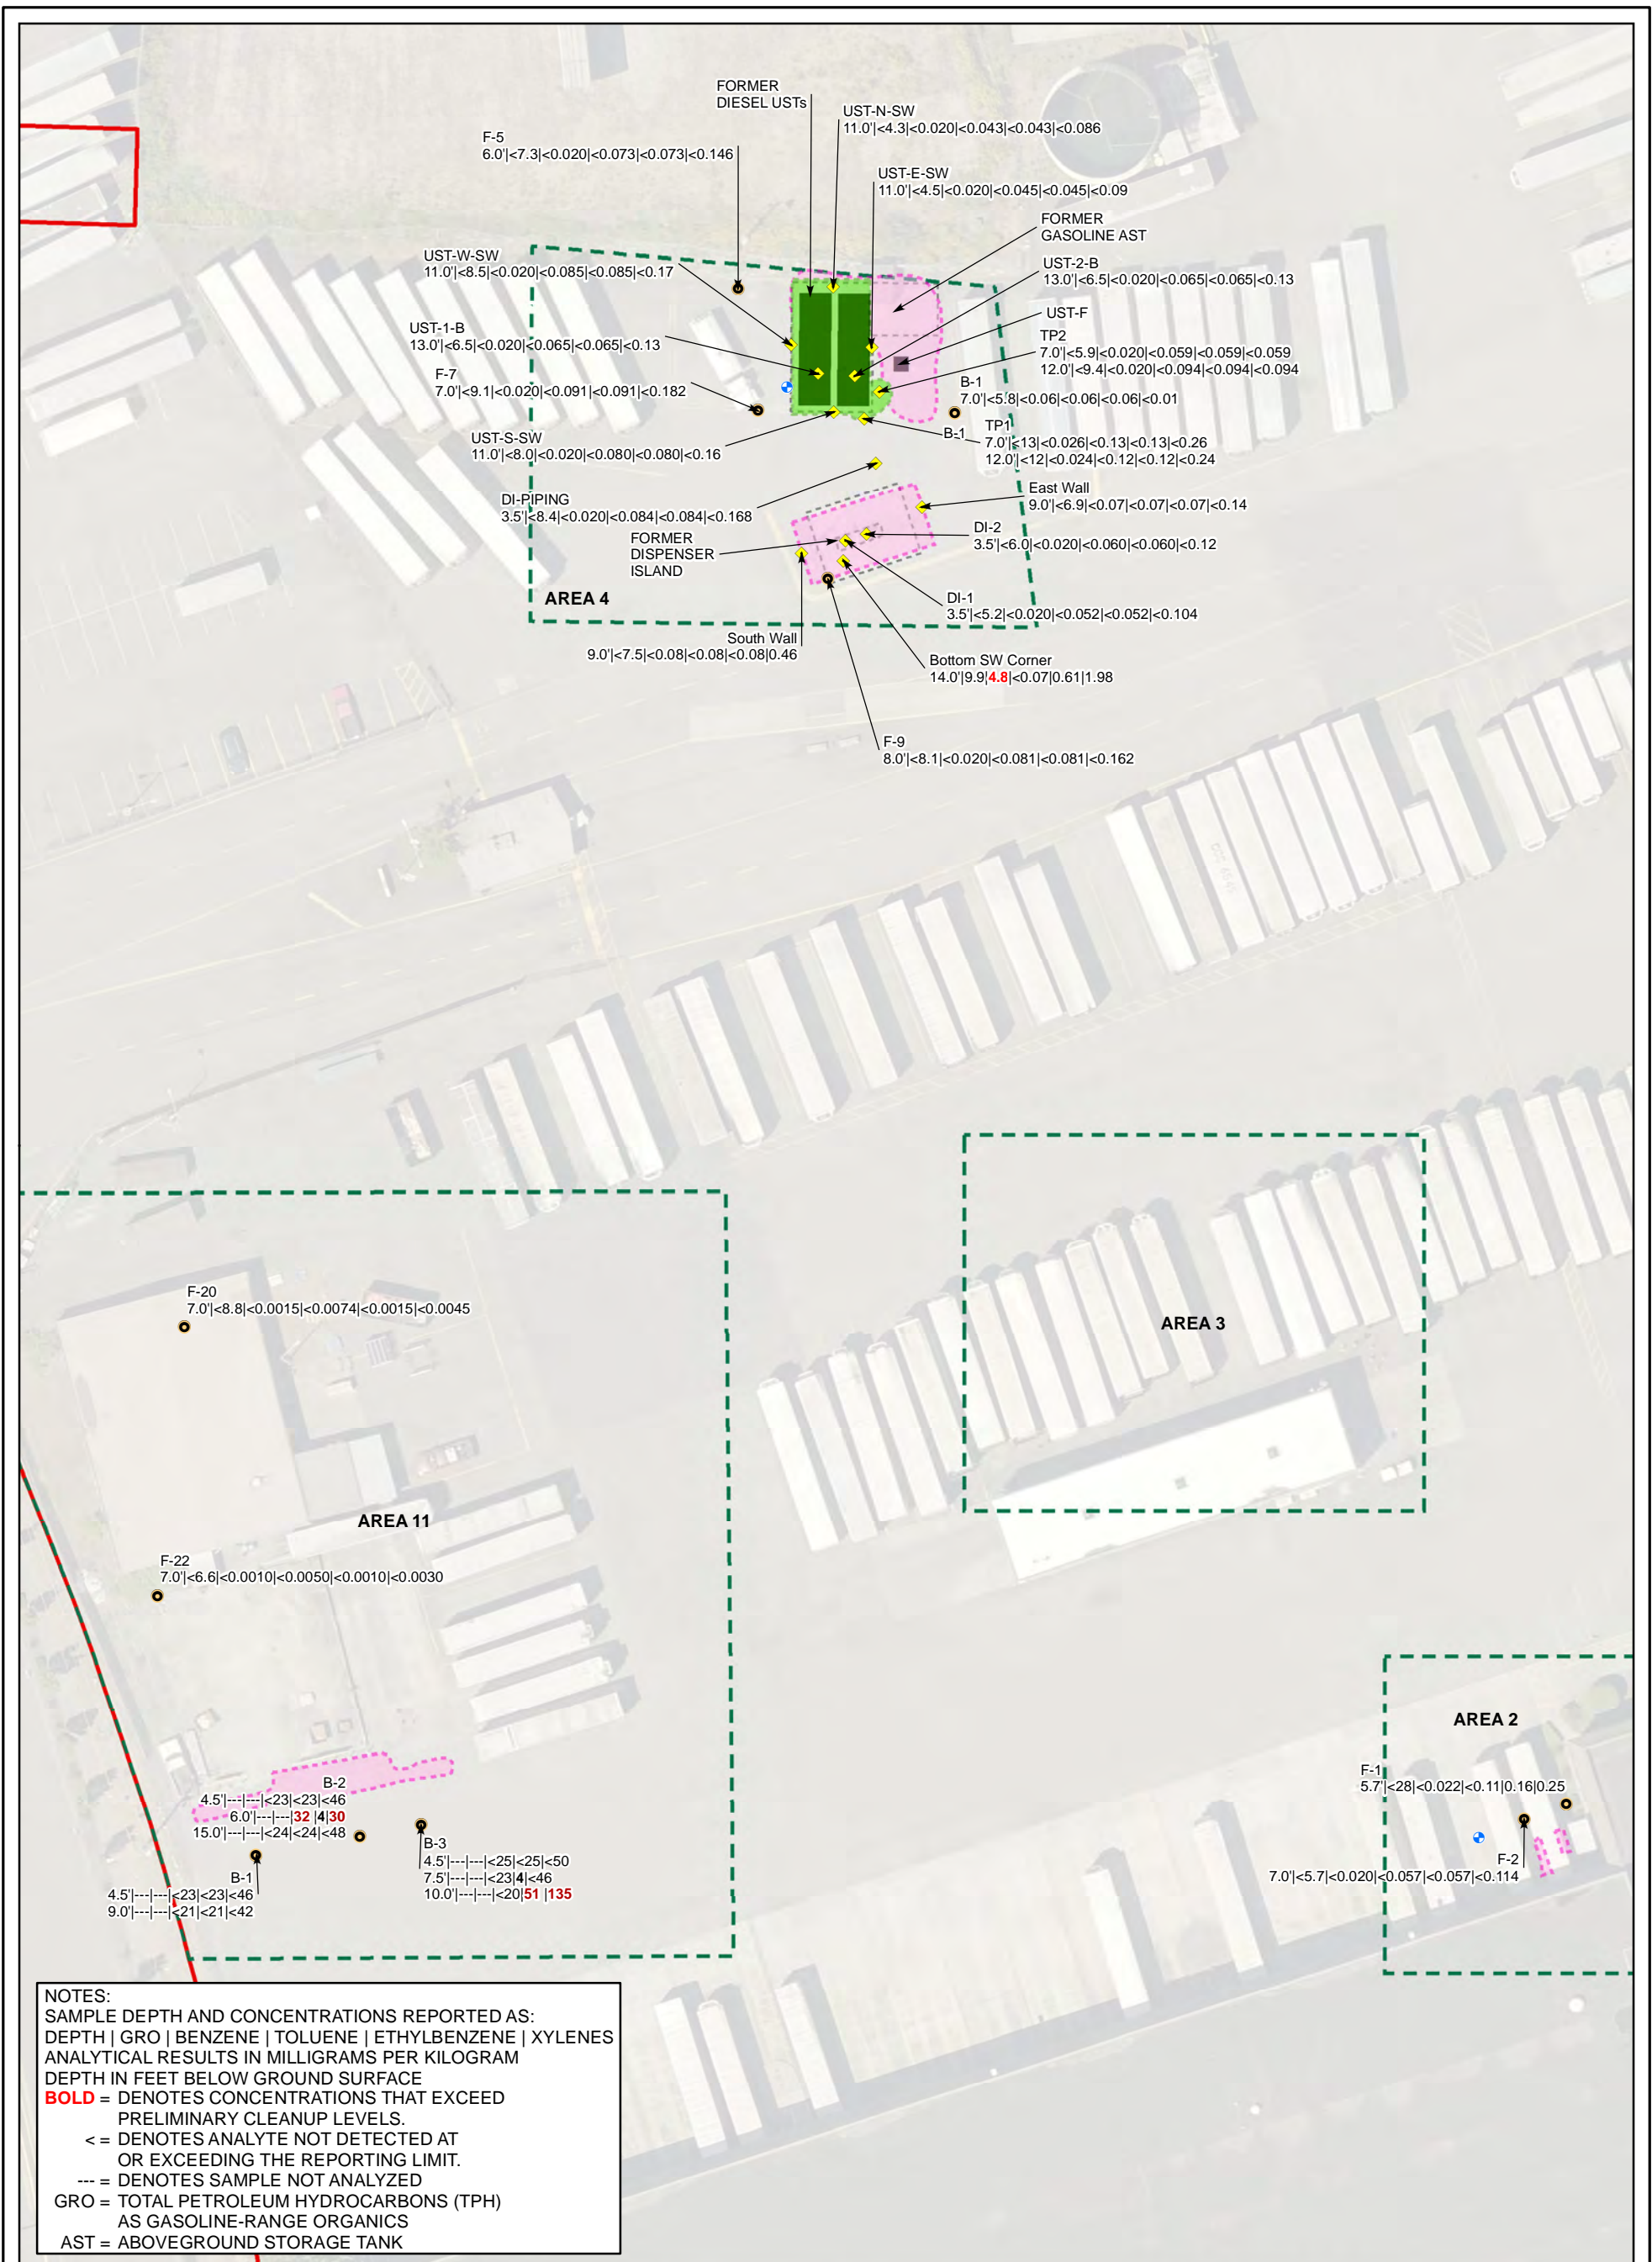 FORMER
DIESEL USTs
UST-N-SW
11.0'|<4.3|<0.020|<0.043|<0.043|<0.086
F-5
6.0'|<7.3|<0.020|<0.073|<0.073|<0.146
UST-E-SW
11.0'|<4.5|<0.020|<0.045|<0.045|<0.09
FORMER
GASOLINE AST
UST-W-SW
11.0'|<8.5|<0.020|<0.085|<0.085|<0.17
UST-2-B
13.0'|<6.5|<0.020|<0.065|<0.065|<0.13
UST-F
UST-1-B
13.0'|<6.5|<0.020|<0.065|<0.065|<0.13
TP2
7.0'|<5.9|<0.020|<0.059|<0.059|<0.059
12.0'|<9.4|<0.020|<0.094|<0.094|<0.094
F-7
7.0'|<9.1|<0.020|<0.091|<0.091|<0.182
B-1
7.0'|<5.8|<0.06|<0.06|<0.06|<0.01
B-1
TP1
7.0'|<13|<0.026|<0.13|<0.13|<0.26
12.0'|<12|<0.024|<0.12|<0.12|<0.24
UST-S-SW
11.0'|<8.0|<0.020|<0.080|<0.080|<0.16
DI-PIPING
3.5'|<8.4|<0.020|<0.084|<0.084|<0.168
East Wall
9.0'|<6.9|<0.07|<0.07|<0.07|<0.14
FORMER
DISPENSER
ISLAND
DI-2
3.5'|<6.0|<0.020|<0.060|<0.060|<0.12
AREA 4
DI-1
3.5'|<5.2|<0.020|<0.052|<0.052|<0.104
South Wall
9.0'|<7.5|<0.08|<0.08|<0.08|0.46
Bottom SW Corner
14.0'|9.9|4.8|<0.07|0.61|1.98
F-9
8.0'|<8.1|<0.020|<0.081|<0.081|<0.162
F-20
7.0'|<8.8|<0.0015|<0.0074|<0.0015|<0.0045
AREA 3
AREA 11
F-22
7.0'|<6.6|<0.0010|<0.0050|<0.0010|<0.0030
AREA 2
F-1
5.7'|<28|<0.022|<0.11|0.16|0.25
F-2
7.0'|<5.7|<0.020|<0.057|<0.057|<0.114
B-2
4.5'|---|---|<23|<23|<46
6.0'|---|---|32 |4|30
15.0'|---|---|<24|<24|<48
B-3
4.5'|---|---|<25|<25|<50
7.5'|---|---|<23|4|<46
10.0'|---|---|<20|51 |135
B-1
4.5'|---|---|<23|<23|<46
9.0'|---|---|<21|<21|<42
NOTES:
SAMPLE DEPTH AND CONCENTRATIONS REPORTED AS:
DEPTH | GRO | BENZENE | TOLUENE | ETHYLBENZENE | XYLENES
ANALYTICAL RESULTS IN MILLIGRAMS PER KILOGRAM
DEPTH IN FEET BELOW GROUND SURFACE
BOLD = DENOTES CONCENTRATIONS THAT EXCEED
PRELIMINARY CLEANUP LEVELS.
< = DENOTES ANALYTE NOT DETECTED AT
OR EXCEEDING THE REPORTING LIMIT.
--- = DENOTES SAMPLE NOT ANALYZED
GRO = TOTAL PETROLEUM HYDROCARBONS (TPH)
AS GASOLINE-RANGE ORGANICS
AST = ABOVEGROUND STORAGE TANK